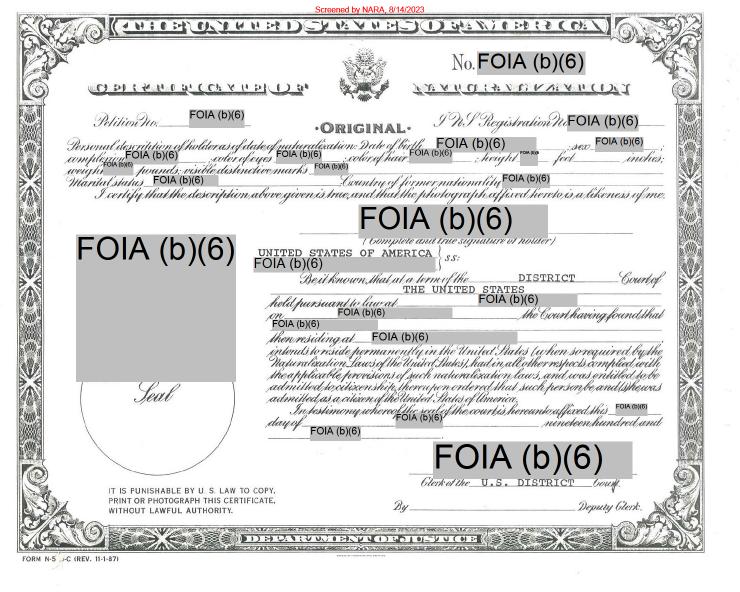 Screened by NARA, 8/14/2023
THE UNITED STATES OF AMERICA
No. FOIA (b)(6)
CERTIFICATE OF NATURALIZATION
Petition No. FOIA (b)(6) I N S Registration No. FOIA (b)(6)
·ORIGINAL·
Personal description of holder as of date of naturalization: Date of birth FOIA (b)(6) ; sex FOIA (b)(6) ;
complexion FOIA (b)(6) ; color of eyes FOIA (b)(6) ; color of hair FOIA (b)(6) ; height FOIA (b)(6) feet inches;
weight FOIA (b)(6) pounds; visible distinctive marks FOIA (b)(6)
Marital status FOIA (b)(6) Country of former nationality FOIA (b)(6)
I certify that the description above given is true, and that the photograph affixed hereto is a likeness of me.
FOIA (b)(6)
(Complete and true signature of holder)
FOIA (b)(6)
UNITED STATES OF AMERICA
FOIA (b)(6) ss:
Be it known, that at a term of the DISTRICT Court of
THE UNITED STATES
held pursuant to law at FOIA (b)(6)
on FOIA (b)(6) the Court having found that
FOIA (b)(6)
then residing at FOIA (b)(6)
intends to reside permanently in the United States (when so required by the
Naturalization Laws of the United States), had in all other respects complied with
the applicable provisions of such naturalization laws, and was entitled to be
admitted to citizenship, thereupon ordered that such person be and (s)he was
admitted as a citizen of the United States of America.
Seal
In testimony whereof the seal of the court is hereunto affixed this FOIA (b)(6)
day of FOIA (b)(6) nineteen hundred and
FOIA (b)(6)
FOIA (b)(6)
Clerk of the U.S. DISTRICT Court.
IT IS PUNISHABLE BY U. S. LAW TO COPY,
PRINT OR PHOTOGRAPH THIS CERTIFICATE,
WITHOUT LAWFUL AUTHORITY.
By Deputy Clerk.
DEPARTMENT OF JUSTICE
FORM N-5 -C (REV. 11-1-87)